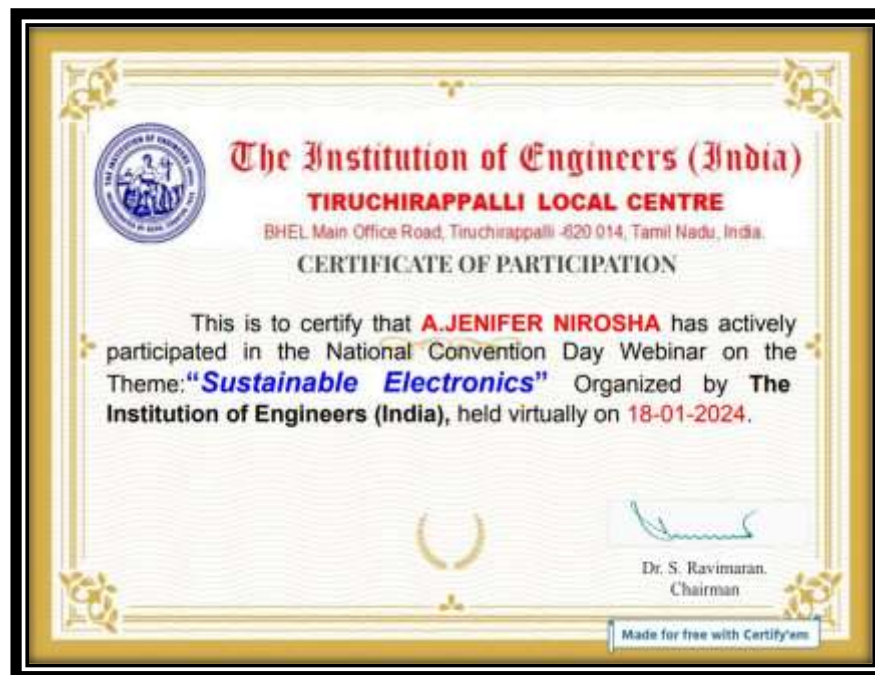 The Institution of Engineers (India)
TIRUCHIRAPPALLI LOCAL CENTRE
BHEL Main Office Road, Tiruchirappalli -620 014, Tamil Nadu, India.
CERTIFICATE OF PARTICIPATION
This is to certify that A.JENIFER NIROSHA has actively
participated in the National Convention Day Webinar on the
Theme:“Sustainable Electronics” Organized by The
Institution of Engineers (India), held virtually on 18-01-2024.
Dr. S. Ravimaran.
Chairman
Made for free with Certify'em